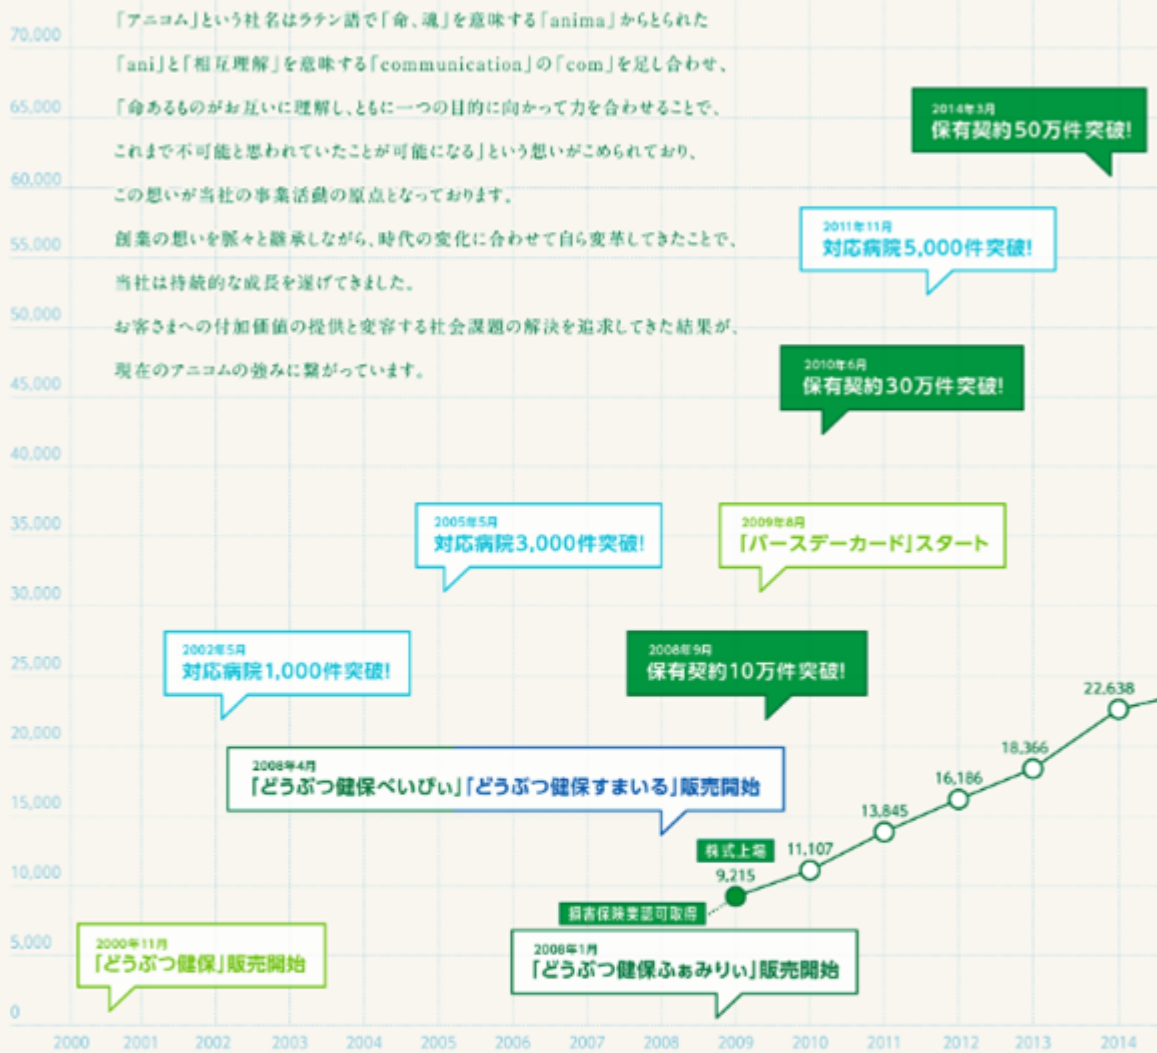 「アニコム」という社名はラテン語で「命、魂」を意味する「anima」からとられた
「ani」と「相互理解」を意味する「communication」の「com」を足し合わせ、
「命あるものがお互いに理解し、ともに一つの目的に向かって力を合わせることで、
これまで不可能と思われていたことが可能になる」という想いがこめられており、
この想いが当社の事業活動の原点となっております。
創業の想いを脈々と継承しながら、時代の変化に合わせて自ら変革してきたことで、
当社は持続的な成長を遂げてきました。
お客さまへの付加価値の提供と変容する社会課題の解決を追求してきた結果が、
現在のアニコムの強みに繋がっています。
70,000
65,000
60,000
55,000
50,000
45,000
40,000
35,000
30,000
25,000
20,000
15,000
10,000
5,000
0
2014年3月
保有契約50万件突破!
2011年11月
対応病院5,000件突破!
2010年6月
保有契約30万件突破!
2005年5月
対応病院3,000件突破!
2009年8月
「バースデーカード」スタート
2002年5月
対応病院1,000件突破!
2008年9月
保有契約10万件突破!
2008年4月
「どうぶつ健保べいびぃ」「どうぶつ健保すまいる」販売開始
22,638
18,366
16,186
13,845
11,107
株式上場
9,215
損害保険業認可取得
2000年11月
「どうぶつ健保」販売開始
2008年1月
「どうぶつ健保ふぁみりぃ」販売開始
2000 2001 2002 2003 2004 2005 2006 2007 2008 2009 2010 2011 2012 2013 2014